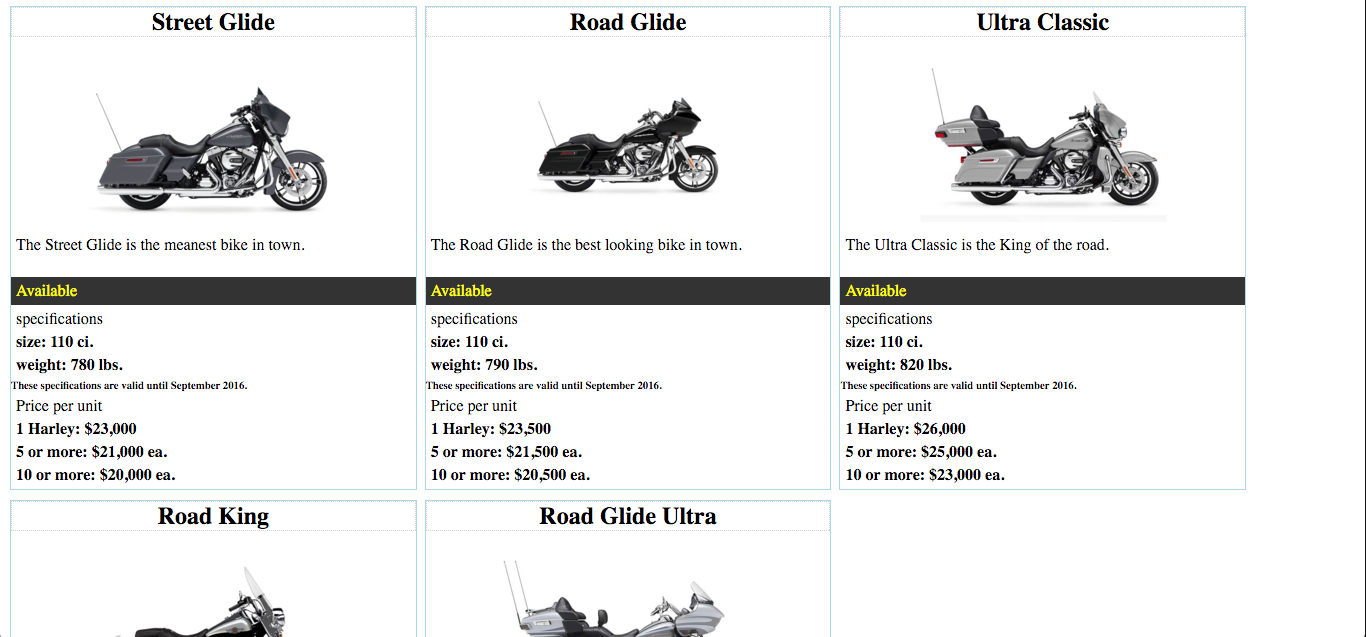 Street Glide
The Street Glide is the meanest bike in town.
Available
specifications
size: 110 ci.
weight: 780 lbs.
These specifications are valid until September 2016.
Price per unit
1 Harley: $23,000
5 or more: $21,000 ea.
10 or more: $20,000 ea.
Road Glide
The Road Glide is the best looking bike in town.
Available
specifications
size: 110 ci.
weight: 790 lbs.
These specifications are valid until September 2016.
Price per unit
1 Harley: $23,500
5 or more: $21,500 ea.
10 or more: $20,500 ea.
Ultra Classic
The Ultra Classic is the King of the road.
Available
specifications
size: 110 ci.
weight: 820 lbs.
These specifications are valid until September 2016.
Price per unit
1 Harley: $26,000
5 or more: $25,000 ea.
10 or more: $23,000 ea.
Road King
Road Glide Ultra